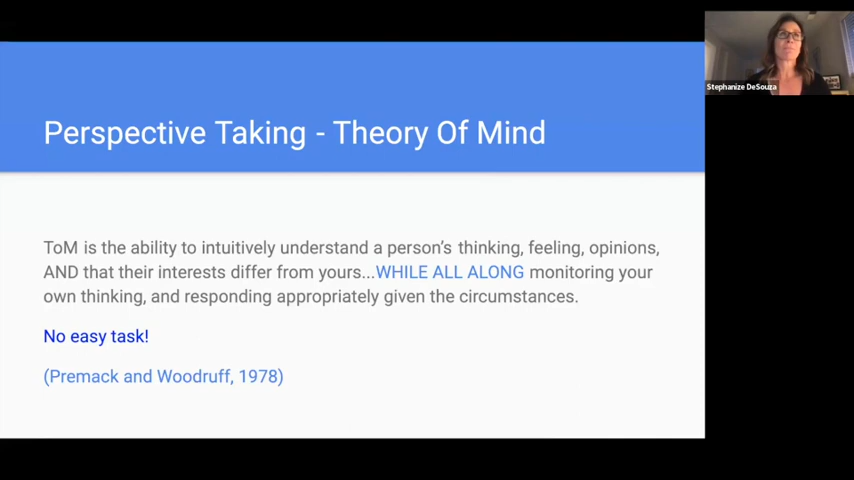 Perspective Taking - Theory Of Mind
ToM is the ability to intuitively understand a person's thinking, feeling, opinions,
AND that their interests differ from yours...WHILE ALL ALONG monitoring your
own thinking, and responding appropriately given the circumstances.
No easy task!
(Premack and Woodruff, 1978)
Stephanize DeSouza